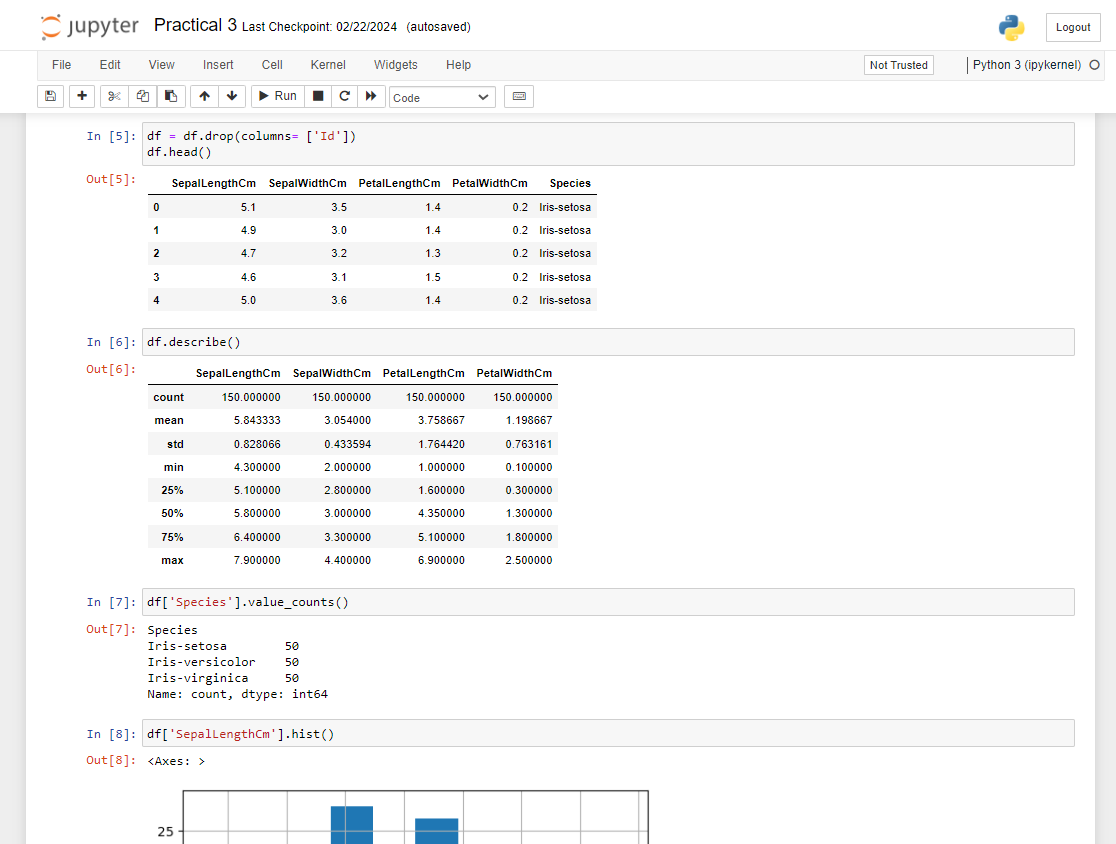 jupyter Practical 3 Last Checkpoint: 02/22/2024 (autosaved) Logout
File Edit View Insert Cell Kernel Widgets Help Not Trusted Python 3 (ipykernel)
Run Code
In [5]: df = df.drop(columns= ['Id'])
df.head()
Out[5]:
SepalLengthCm SepalWidthCm PetalLengthCm PetalWidthCm Species
0 5.1 3.5 1.4 0.2 Iris-setosa
1 4.9 3.0 1.4 0.2 Iris-setosa
2 4.7 3.2 1.3 0.2 Iris-setosa
3 4.6 3.1 1.5 0.2 Iris-setosa
4 5.0 3.6 1.4 0.2 Iris-setosa
In [6]: df.describe()
Out[6]:
SepalLengthCm SepalWidthCm PetalLengthCm PetalWidthCm
count 150.000000 150.000000 150.000000 150.000000
mean 5.843333 3.054000 3.758667 1.198667
std 0.828066 0.433594 1.764420 0.763161
min 4.300000 2.000000 1.000000 0.100000
25% 5.100000 2.800000 1.600000 0.300000
50% 5.800000 3.000000 4.350000 1.300000
75% 6.400000 3.300000 5.100000 1.800000
max 7.900000 4.400000 6.900000 2.500000
In [7]: df['Species'].value_counts()
Out[7]: Species
Iris-setosa 50
Iris-versicolor 50
Iris-virginica 50
Name: count, dtype: int64
In [8]: df['SepalLengthCm'].hist()
Out[8]: <Axes: >
25